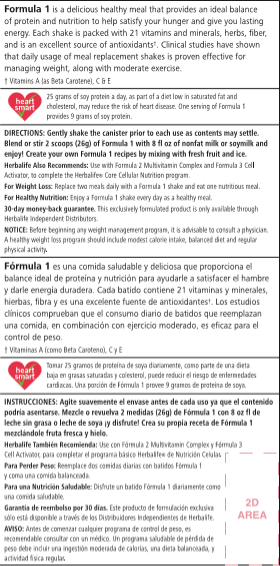 Formula 1 is a delicious healthy meal that provides an ideal balance
of protein and nutrition to help satisfy your hunger and give you lasting
energy. Each shake is packed with 21 vitamins and minerals, herbs, fiber,
and is an excellent source of antioxidants†. Clinical studies have shown
that daily usage of meal replacement shakes is proven effective for
managing weight, along with moderate exercise.
† Vitamins A (as Beta Carotene), C & E
heart
smart
25 grams of soy protein a day, as part of a diet low in saturated fat and
cholesterol, may reduce the risk of heart disease. One serving of Formula 1
provides 9 grams of soy protein.
DIRECTIONS: Gently shake the canister prior to each use as contents may settle.
Blend or stir 2 scoops (26g) of Formula 1 with 8 fl oz of nonfat milk or soymilk and
enjoy! Create your own Formula 1 recipes by mixing with fresh fruit and ice.
Herbalife Also Recommends: Use with Formula 2 Multivitamin Complex and Formula 3 Cell
Activator, to complete the Herbalife® Core Cellular Nutrition program.
For Weight Loss: Replace two meals daily with a Formula 1 shake and eat one nutritious meal.
For Healthy Nutrition: Enjoy a Formula 1 shake every day as a healthy meal.
30-day money-back guarantee. This exclusively formulated product is only available through
Herbalife Independent Distributors.
NOTICE: Before beginning any weight management program, it is advisable to consult a physician.
A healthy weight loss program should include modest calorie intake, balanced diet and regular
physical activity.
Fórmula 1 es una comida saludable y deliciosa que proporciona el
balance ideal de proteína y nutrición para ayudarle a satisfacer el hambre
y darle energía duradera. Cada batido contiene 21 vitaminas y minerales,
hierbas, fibra y es una excelente fuente de antioxidantes†. Los estudios
clínicos comprueban que el consumo diario de batidos que reemplazan
una comida, en combinación con ejercicio moderado, es eficaz para el
control de peso.
† Vitaminas A (como Beta Caroteno), C y E
heart
smart
Tomar 25 gramos de proteína de soya diariamente, como parte de una dieta
baja en grasas saturadas y colesterol, puede reducir el riesgo de enfermedades
cardiacas. Una porción de Fórmula 1 provee 9 gramos de proteína de soya.
INSTRUCCIONES: Agite suavemente el envase antes de cada uso ya que el contenido
podría asentarse. Mezcle o revuelva 2 medidas (26g) de Fórmula 1 con 8 oz fl de
leche sin grasa o leche de soya ¡y disfrute! Crea su propia receta de Fórmula 1
mezclándole fruta fresca y hielo.
Herbalife También Recomienda: Use con Fórmula 2 Multivitamin Complex y Fórmula 3
Cell Activator, para completar el programa básico Herbalife® de Nutrición Celular.
Para Perder Peso: Reemplace dos comidas diarias con batidos Fórmula 1
y coma una comida balanceada.
Para una Nutrición Saludable: Disfrute un batido Fórmula 1 diariamente como
una comida saludable.
Garantía de reembolso por 30 días. Este producto de formulación exclusiva
sólo está disponible a través de los Distribuidores Independientes de Herbalife.
AVISO: Antes de comenzar cualquier programa de control de peso, es
recomendable consultar con un médico. Un programa saludable de pérdida de
peso debe incluir una ingestión moderada de calorías, una dieta balanceada, y
actividad física regular.
2D
AREA